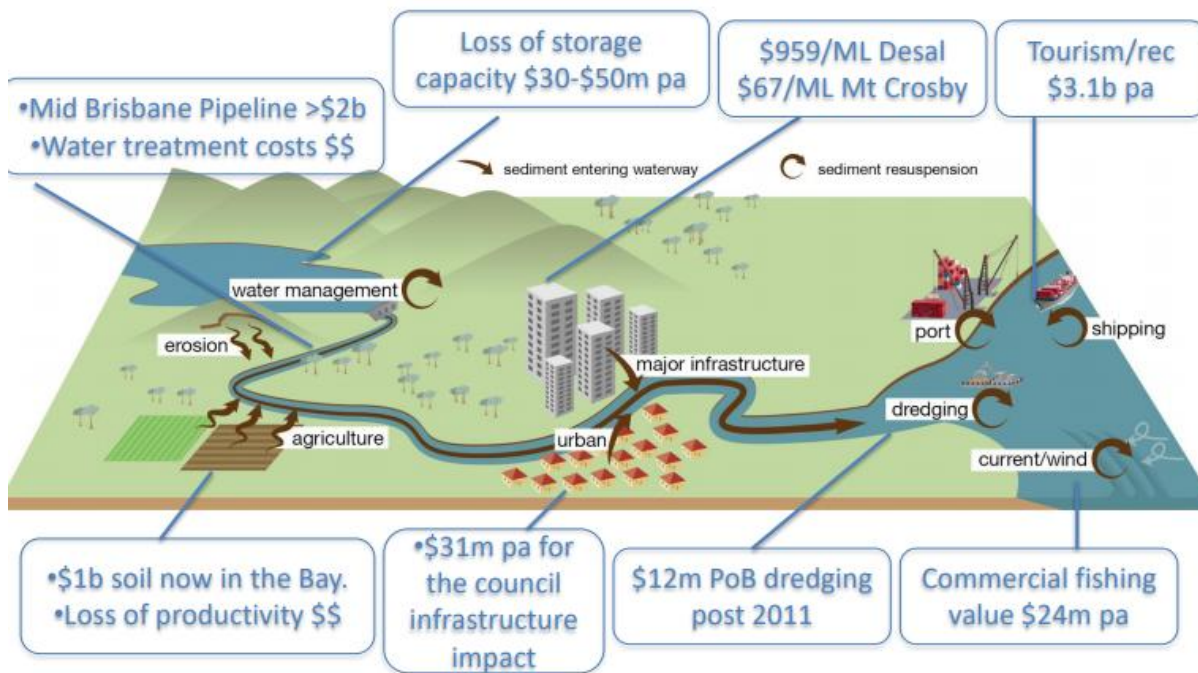 Loss of storage
capacity $30-$50m pa
$959/ML Desal
$67/ML Mt Crosby
Tourism/rec
$3.1b pa
•Mid Brisbane Pipeline >$2b
•Water treatment costs $$
sediment entering waterway
sediment resuspension
water management
erosion
port
shipping
major infrastructure
dredging
agriculture
urban
current/wind
•$1b soil now in the Bay.
•Loss of productivity $$
•$31m pa for
the council
infrastructure
impact
$12m PoB dredging
post 2011
Commercial fishing
value $24m pa